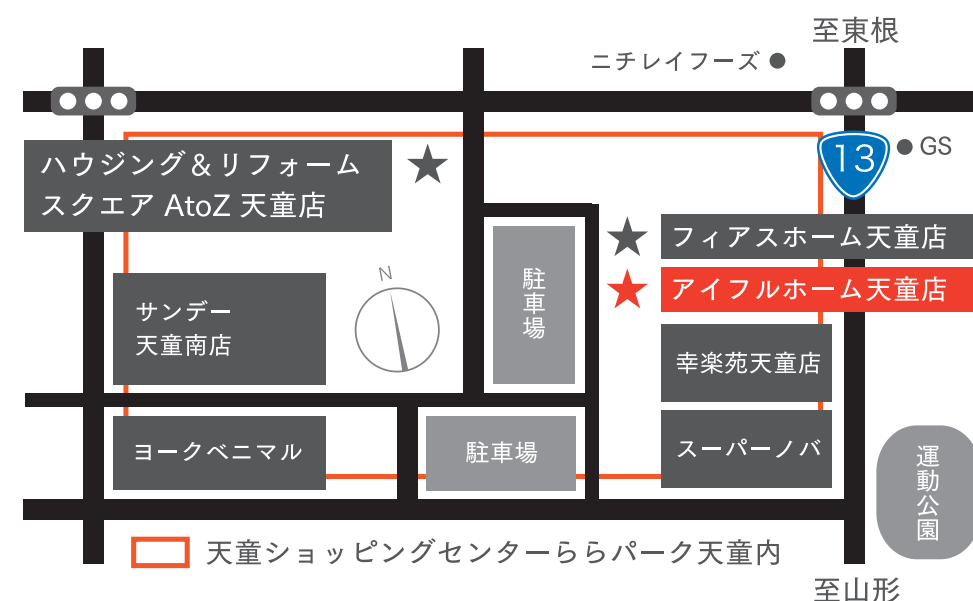 至東根
ニチレイフーズ
13
GS
ハウジング&リフォーム
スクエア AtoZ 天童店
フィアスホーム天童店
アイフルホーム天童店
駐車場
N
サンデー
天童南店
幸楽苑天童店
ヨークベニマル
駐車場
スーパーノバ
運動公園
天童ショッピングセンターららパーク天童内
至山形